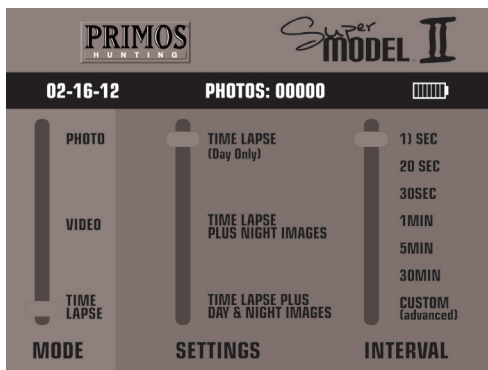 PRIMOS
HUNTING
Super
MODEL II
02-16-12 PHOTOS: 00000
PHOTO
VIDEO
TIME
LAPSE
MODE
TIME LAPSE
(Day Only)
TIME LAPSE
PLUS NIGHT IMAGES
TIME LAPSE PLUS
DAY & NIGHT IMAGES
SETTINGS
1) SEC
20 SEC
30SEC
1MIN
5MIN
30MIN
CUSTOM
(advanced)
INTERVAL